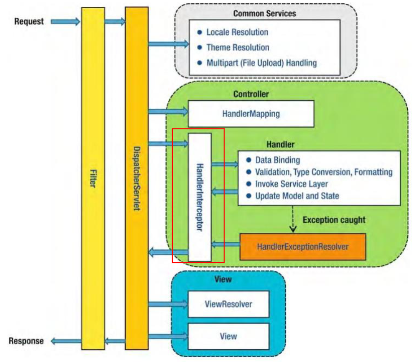 Common Services
Request
• Locale Resolution
• Theme Resolution
• Multipart (File Upload) Handling
Controller
HandlerMapping
Filter
DispatcherServlet
HandlerInterceptor
Handler
• Data Binding
• Validation, Type Conversion, Formatting
• Invoke Service Layer
• Update Model and State
Exception caught
HandlerExceptionResolver
View
ViewResolver
View
Response